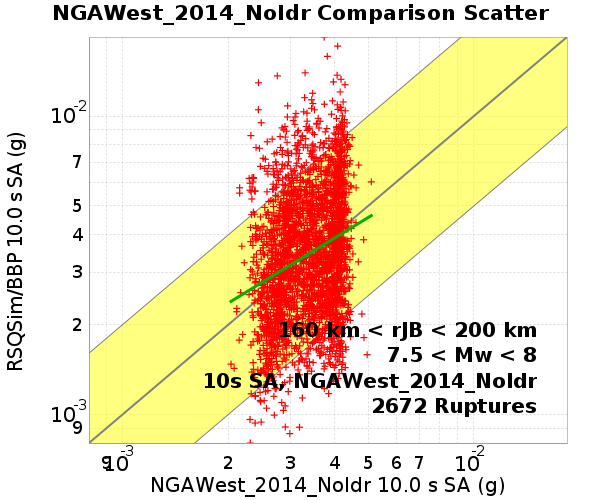 NGAWest_2014_NoIdr Comparison Scatter
RSQSim/BBP 10.0 s SA (g)
10-2
7
5
4
3
2
10-3
9
160 km < rJB < 200 km
7.5 < Mw < 8
10s SA, NGAWest_2014_NoIdr
2672 Ruptures
9 10-3 2 3 4 5 6 7 10-2
NGAWest_2014_NoIdr 10.0 s SA (g)